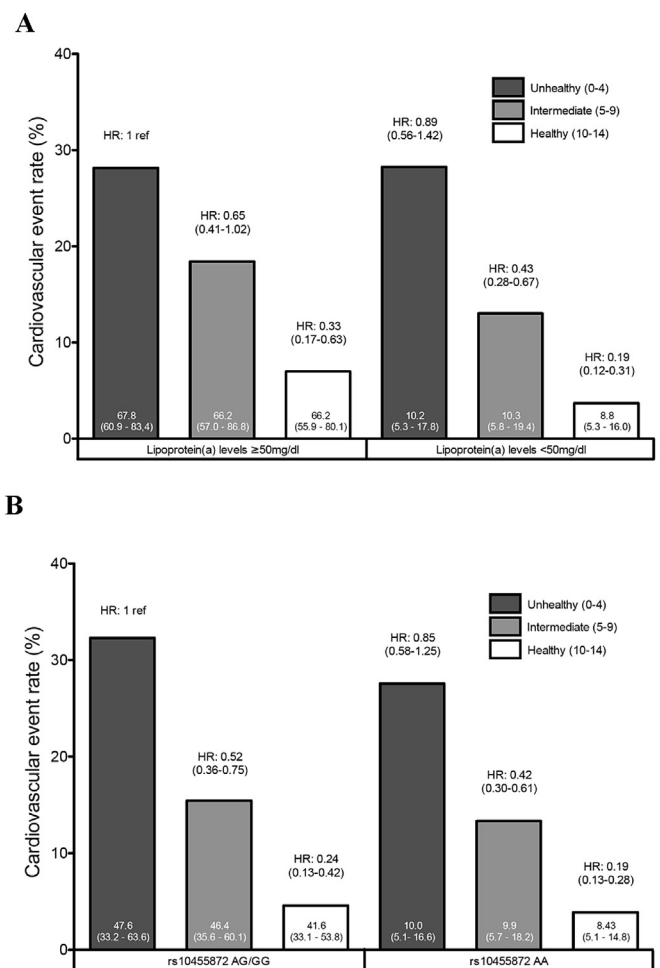 A
40
Unhealthy (0-4)
HR: 0.89
(0.56-1.42)
Intermediate (5-9)
HR: 1 ref
Healthy (10-14)
30
HR: 0.65
(0.41-1.02)
Cardiovascular event rate (%)
20
HR: 0.43
(0.28-0.67)
HR: 0.33
(0.17-0.63)
10
HR: 0.19
(0.12-0.31)
67.8
(60.9 - 83,4)
66.2
(57.0 - 86.8)
66.2
(55.9 - 80.1)
10.2
(5.3 - 17.8)
10.3
(5.8 - 19.4)
8.8
(5.3 - 16.0)
0
Lipoprotein(a) levels ≥50mg/dl
Lipoprotein(a) levels <50mg/dl
B
40
Unhealthy (0-4)
HR: 1 ref
Intermediate (5-9)
HR: 0.85
(0.58-1.25)
Healthy (10-14)
30
Cardiovascular event rate (%)
20
HR: 0.52
(0.36-0.75)
HR: 0.42
(0.30-0.61)
10
HR: 0.24
(0.13-0.42)
HR: 0.19
(0.13-0.28)
47.6
(33.2 - 63.6)
46.4
(35.6 - 60.1)
41.6
(33.1 - 53.8)
10.0
(5.1- 16.6)
9.9
(5.7 - 18.2)
8.43
(5.1 - 14.8)
0
rs10455872 AG/GG
rs10455872 AA